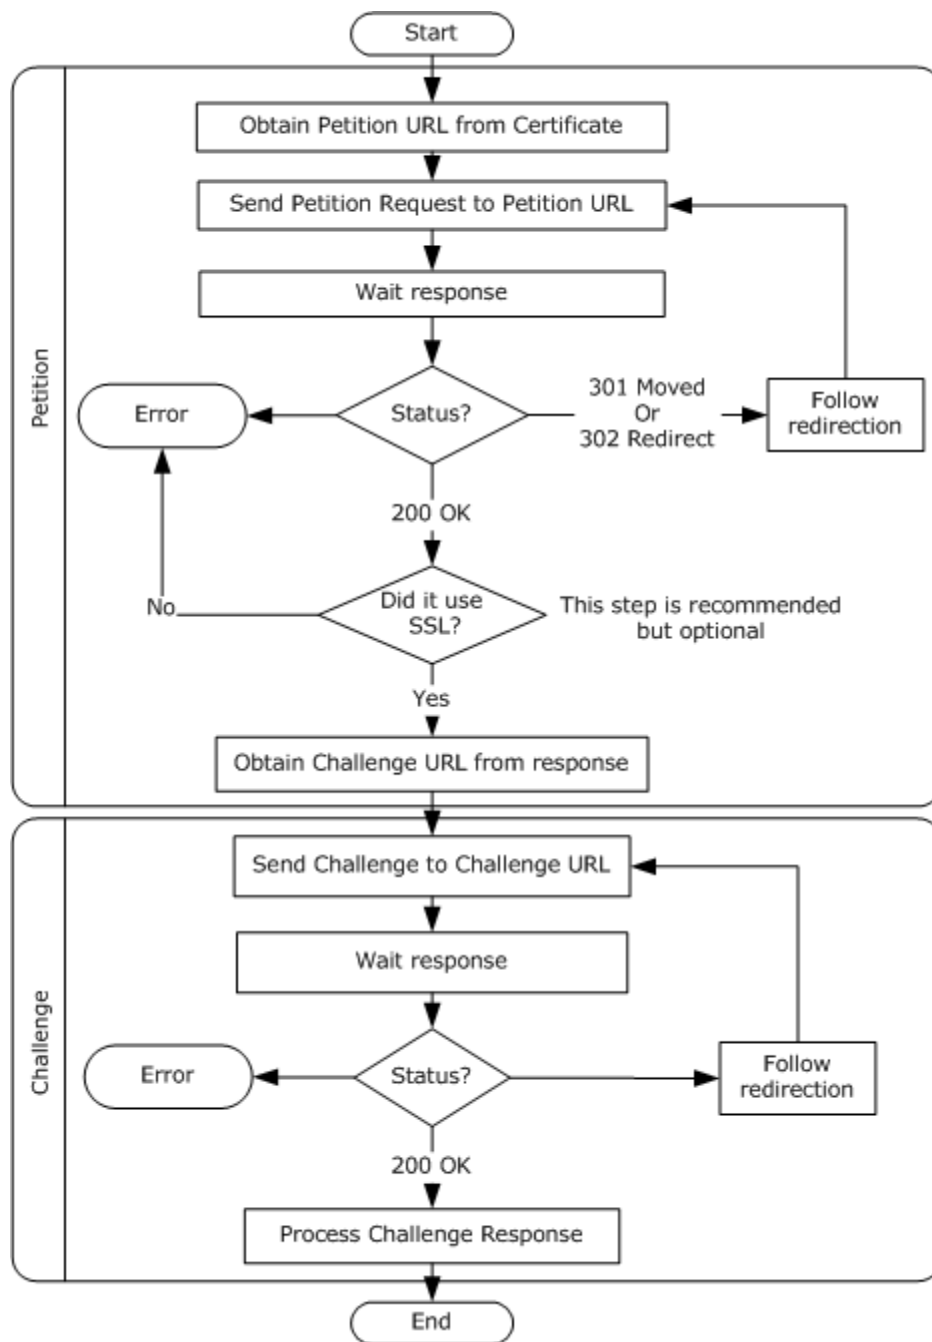 Start
Petition
Obtain Petition URL from Certificate
Send Petition Request to Petition URL
Wait response
Error
Status?
301 Moved
Or
302 Redirect
Follow
redirection
200 OK
No
Did it use
SSL?
This step is recommended
but optional
Yes
Obtain Challenge URL from response
Challenge
Send Challenge to Challenge URL
Wait response
Error
Status?
Follow
redirection
200 OK
Process Challenge Response
End